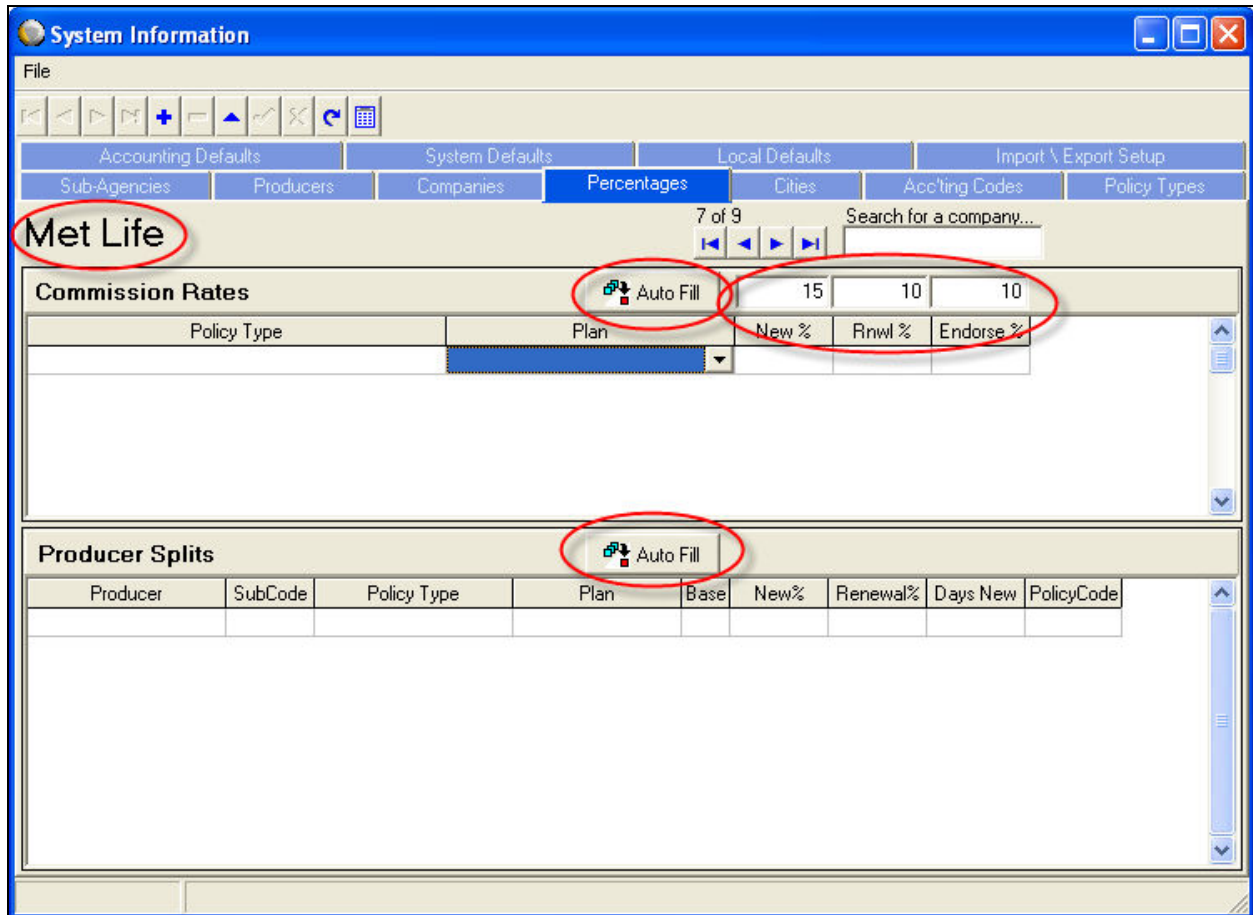 System Information
File
Accounting Defaults System Defaults Local Defaults Import \ Export Setup
Sub-Agencies Producers Companies Percentages Cities Acc'ting Codes Policy Types
Met Life 7 of 9 Search for a company...
Commission Rates Auto Fill 15 10 10
Policy Type Plan New % Rnwl % Endorse %
Producer Splits Auto Fill
Producer SubCode Policy Type Plan Base New% Renewal% Days New PolicyCode